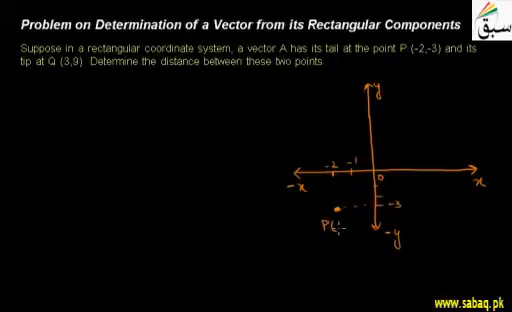 Problem on Determination of a Vector from its Rectangular Components
سبق
Suppose in a rectangular coordinate system, a vector A has its tail at the point P (-2,-3) and its
tip at Q (3,9) Determine the distance between these two points
y
-2 -1
-x 0 x
-3
P(-
-y
www.sabaq.pk